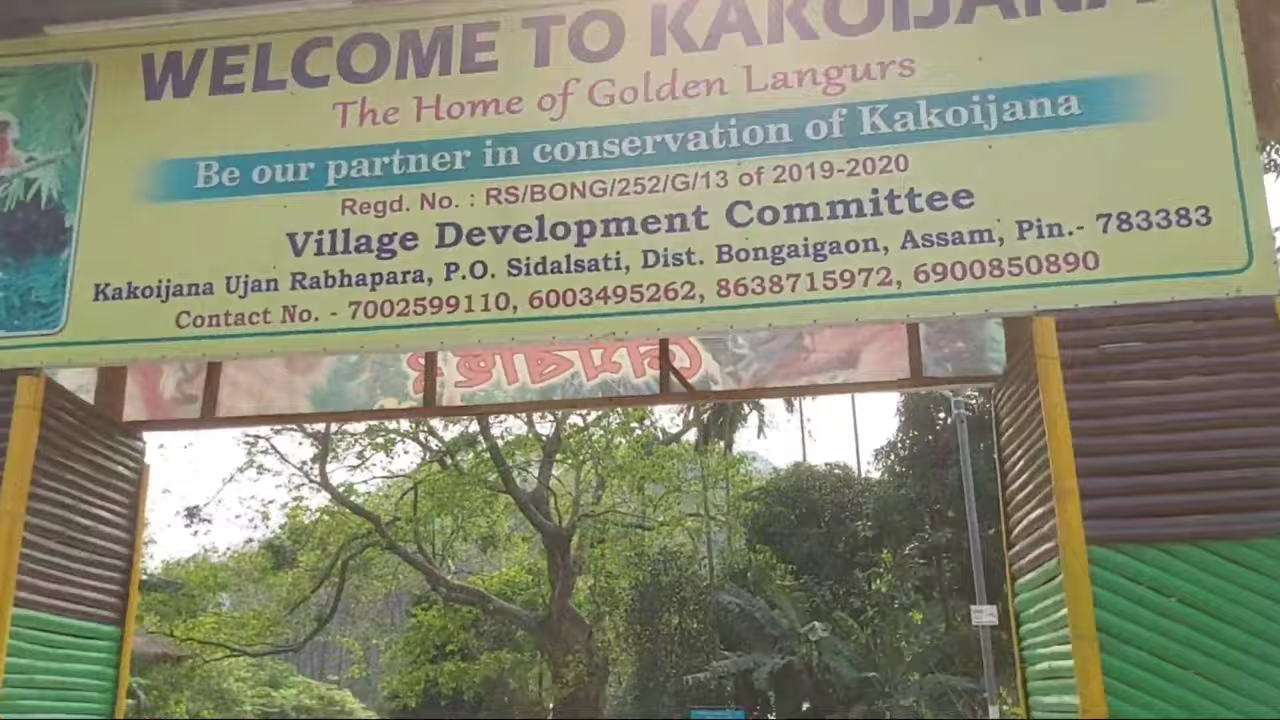 WELCOME TO KAKOIJANA
The Home of Golden Langurs
Be our partner in conservation of Kakoijana
Regd. No. : RS/BONG/252/G/13 of 2019-2020
Village Development Committee
Kakoijana Ujan Rabhapara, P.O. Sidalsati, Dist. Bongaigaon, Assam, Pin.- 783383
Contact No. - 7002599110, 6003495262, 8638715972, 6900850890